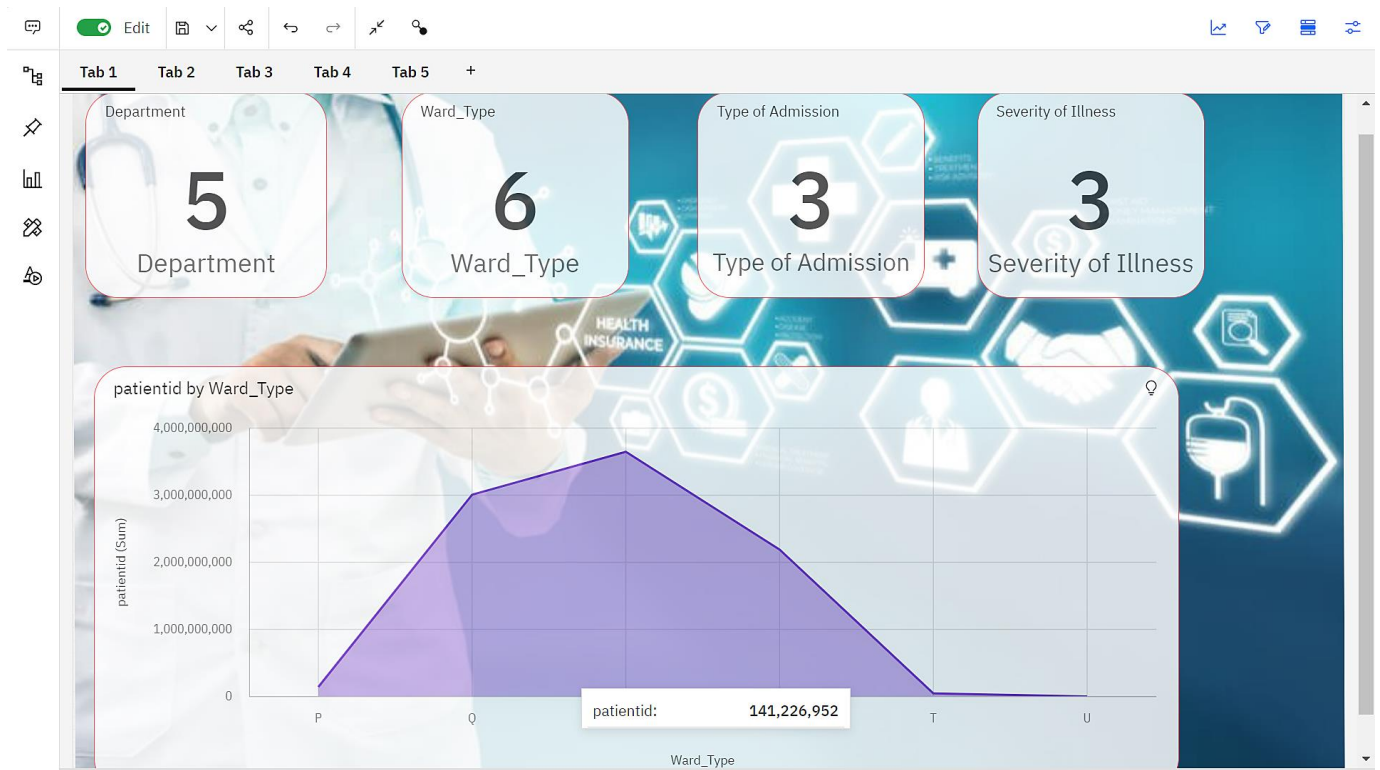 Edit
Tab 1 Tab 2 Tab 3 Tab 4 Tab 5 +
Department Ward_Type Type of Admission Severity of Illness
5 6 3 3
Department Ward_Type Type of Admission Severity of Illness
HEALTH
INSURANCE
patientid by Ward_Type
4,000,000,000
3,000,000,000
2,000,000,000
1,000,000,000
0
patientid (Sum)
patientid: 141,226,952
P Q T U
Ward_Type